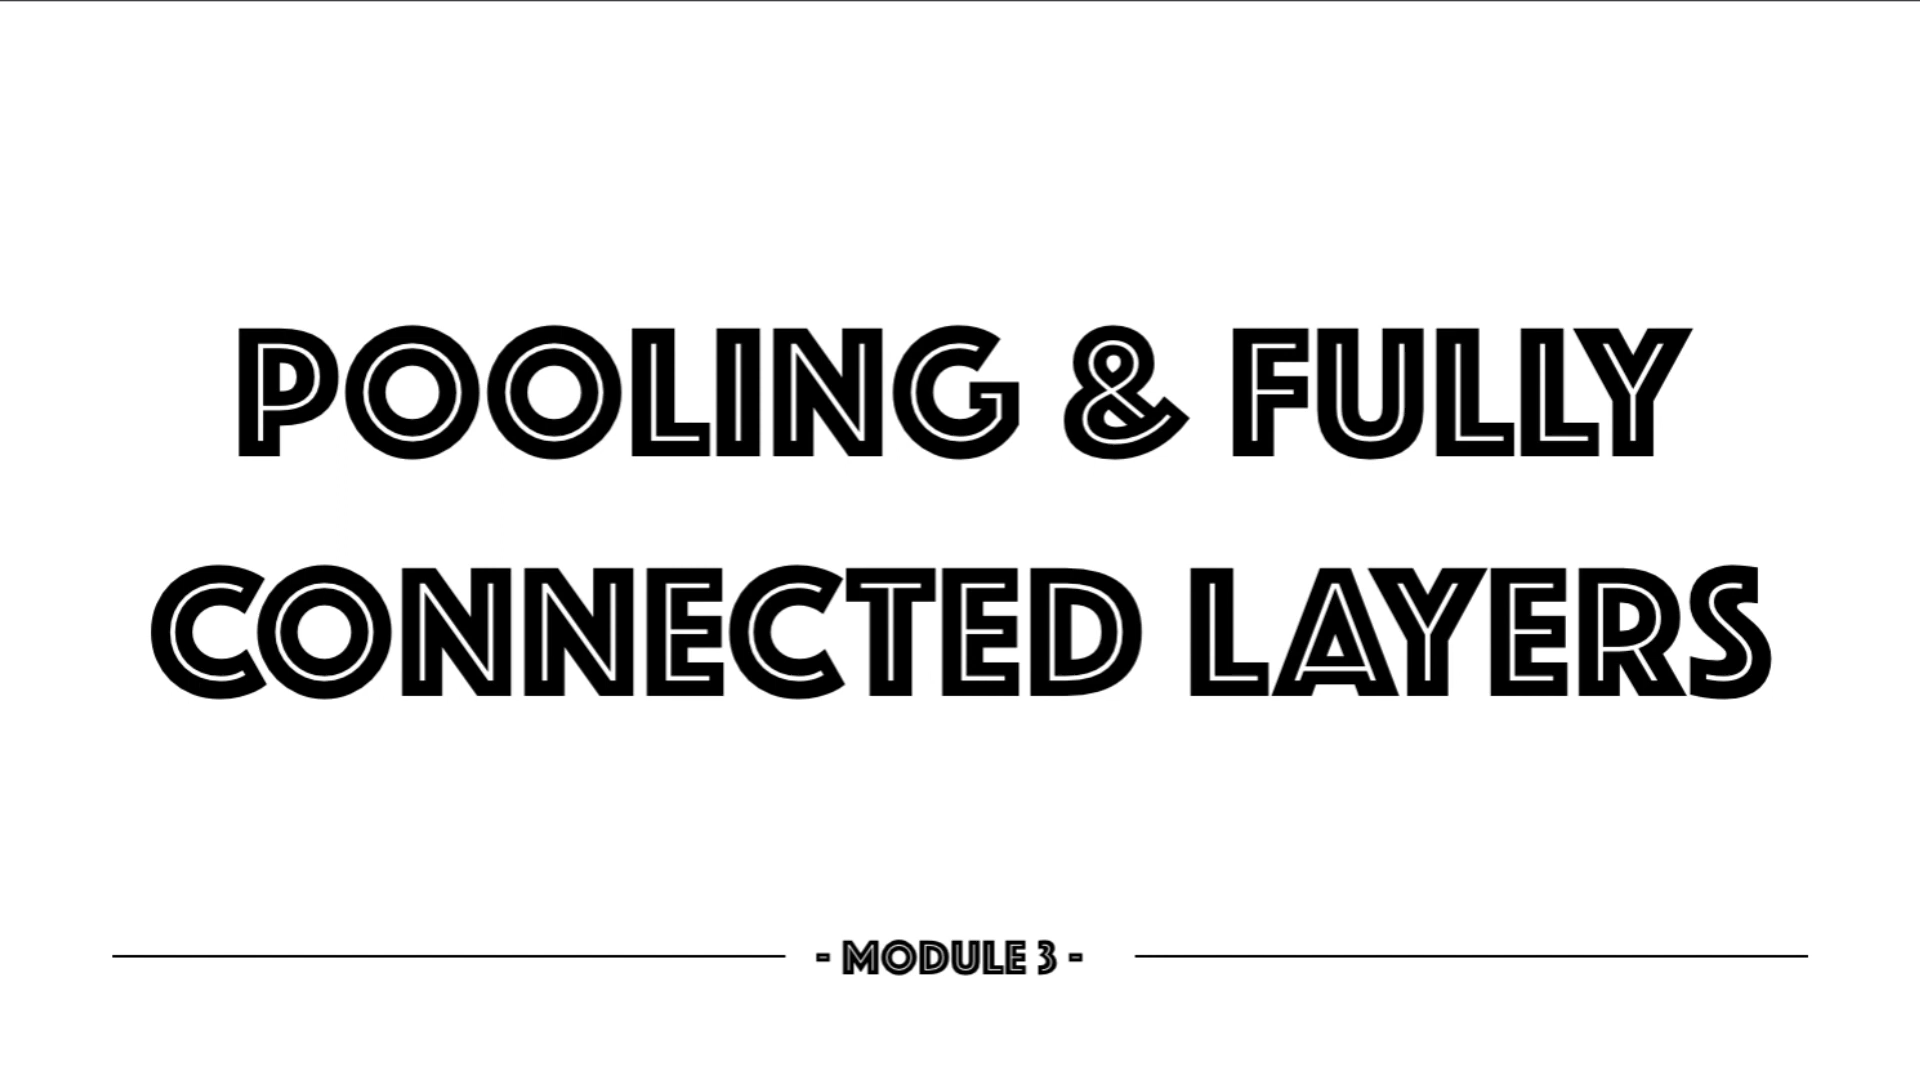 POOLING & FULLY
CONNECTED LAYERS
- MODULE 3 -